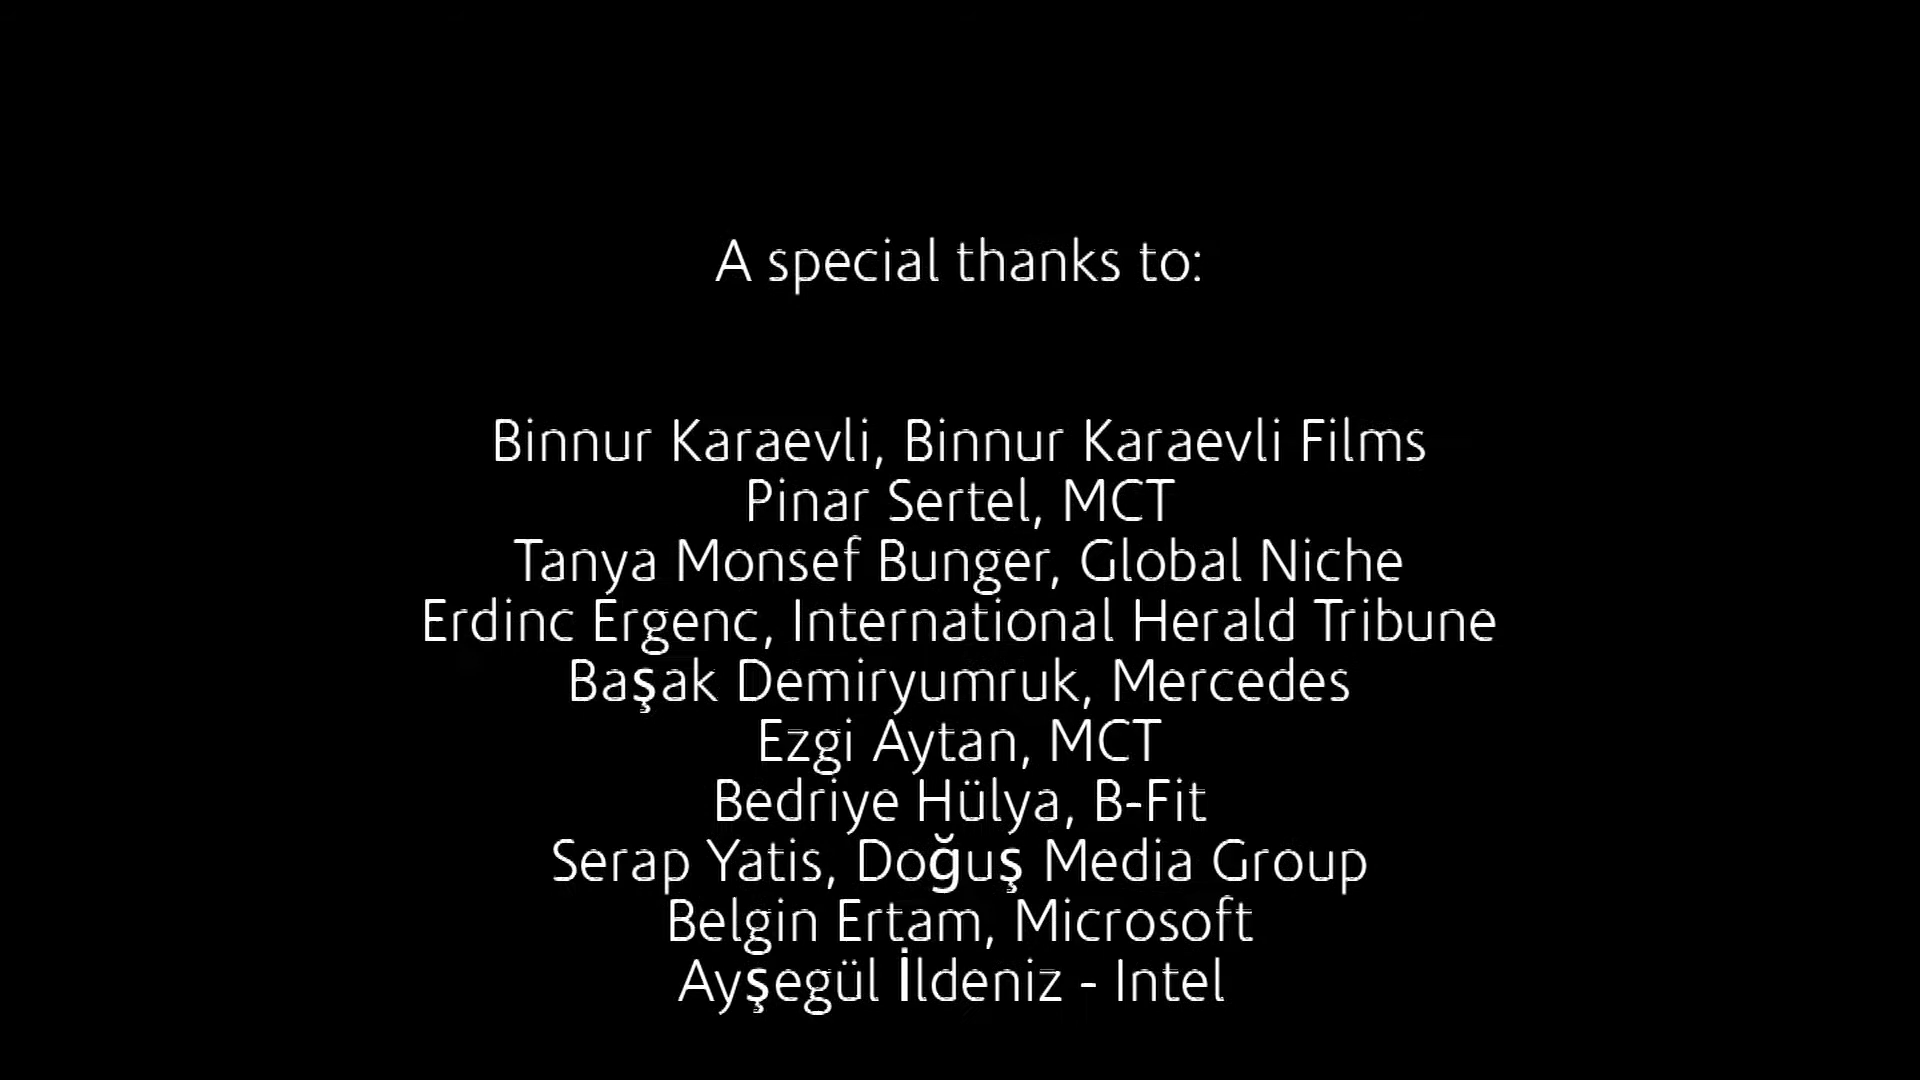 A special thanks to:
Binnur Karaevli, Binnur Karaevli Films
Pinar Sertel, MCT
Tanya Monsef Bunger, Global Niche
Erdinc Ergenc, International Herald Tribune
Başak Demiryumruk, Mercedes
Ezgi Aytan, MCT
Bedriye Hülya, B-Fit
Serap Yatis, Doğuş Media Group
Belgin Ertam, Microsoft
Ayşegül İldeniz - Intel